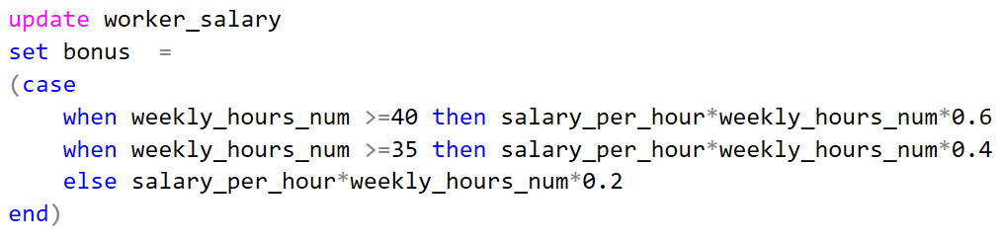 update worker_salary
set bonus  =
(case
    when weekly_hours_num >=40 then salary_per_hour*weekly_hours_num*0.6
    when weekly_hours_num >=35 then salary_per_hour*weekly_hours_num*0.4
    else salary_per_hour*weekly_hours_num*0.2
end)